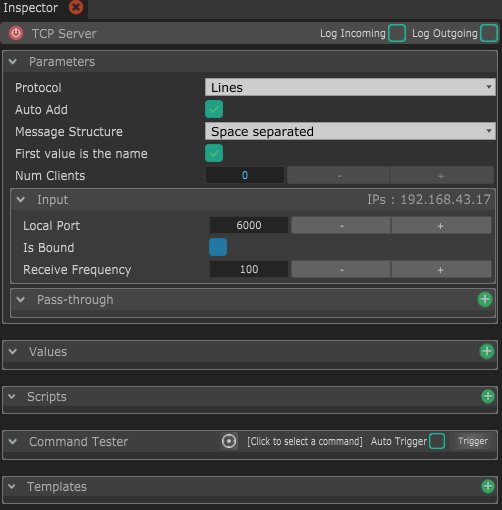 Inspector
TCP Server Log Incoming Log Outgoing
Parameters
Protocol Lines
Auto Add
Message Structure Space separated
First value is the name
Num Clients 0 - +
Input IPs : 192.168.43.17
Local Port 6000 - +
Is Bound
Receive Frequency 100 - +
Pass-through
Values
Scripts
Command Tester [Click to select a command] Auto Trigger Trigger
Templates